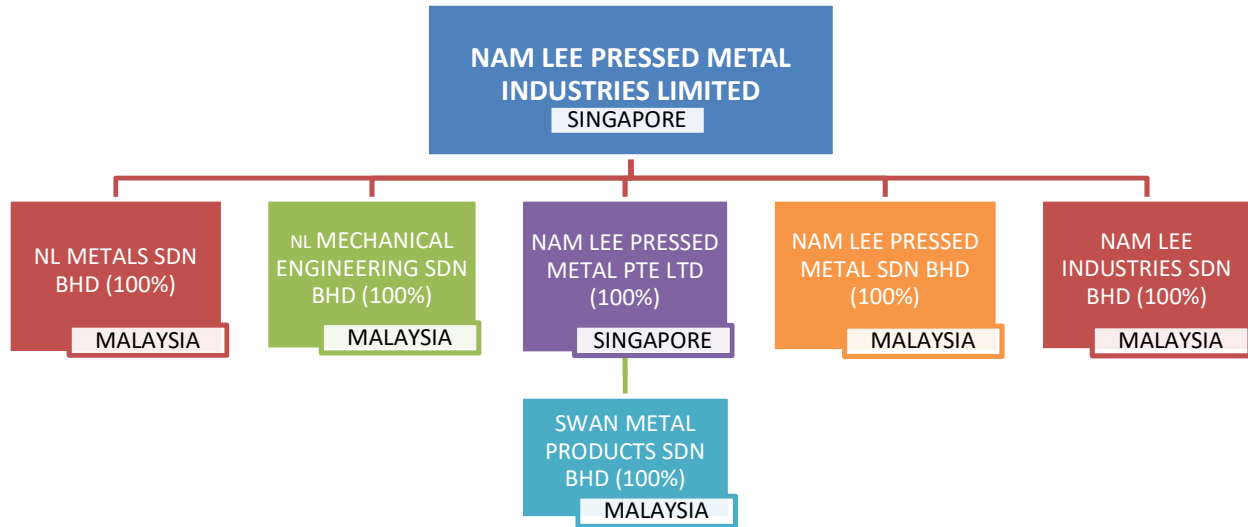 NAM LEE PRESSED METAL
INDUSTRIES LIMITED
SINGAPORE
NL METALS SDN
BHD (100%)
MALAYSIA
NL MECHANICAL
ENGINEERING SDN
BHD (100%)
MALAYSIA
NAM LEE PRESSED
METAL PTE LTD
(100%)
SINGAPORE
NAM LEE PRESSED
METAL SDN BHD
(100%)
MALAYSIA
NAM LEE
INDUSTRIES SDN
BHD (100%)
MALAYSIA
SWAN METAL
PRODUCTS SDN
BHD (100%)
MALAYSIA